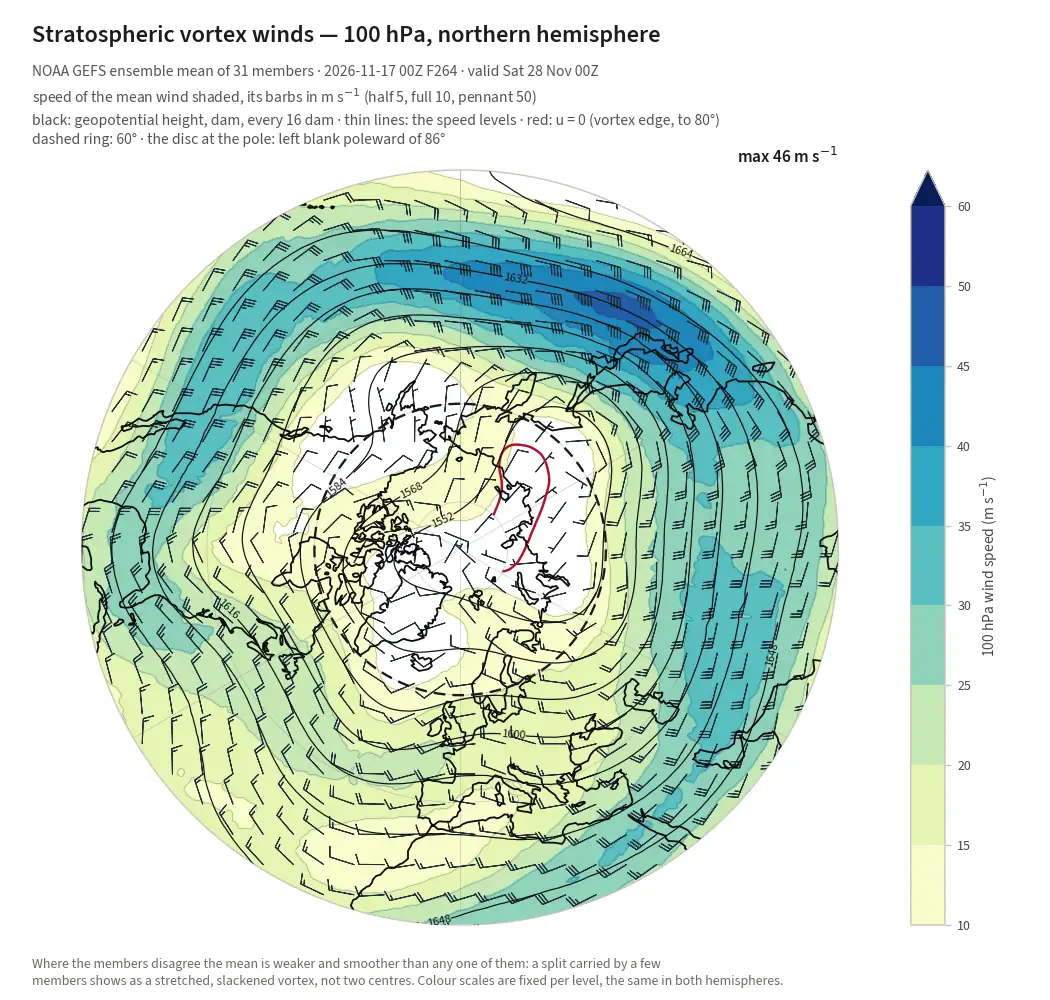 Stratospheric vortex winds — 100 hPa, northern hemisphere
NOAA GEFS ensemble mean of 31 members · 2026-11-17 00Z F264 · valid Sat 28 Nov 00Z
speed of the mean wind shaded, its barbs in m s⁻¹ (half 5, full 10, pennant 50)
black: geopotential height, dam, every 16 dam · thin lines: the speed levels · red: u = 0 (vortex edge, to 80°)
dashed ring: 60° · the disc at the pole: left blank poleward of 86°
max 46 m s⁻¹
1664
1632
1584
1568
1552
1616
1648
1600
1648
60
50
45
40
35
30
25
20
15
10
100 hPa wind speed (m s⁻¹)
Where the members disagree the mean is weaker and smoother than any one of them: a split carried by a few
members shows as a stretched, slackened vortex, not two centres. Colour scales are fixed per level, the same in both hemispheres.